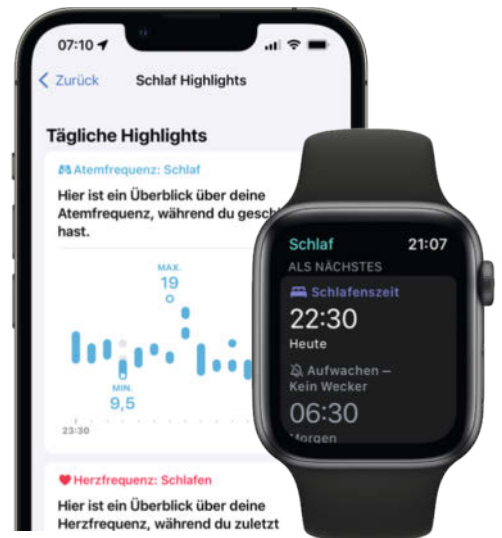 07:10
Zurück
Schlaf Highlights
Tägliche Highlights
Atemfrequenz: Schlaf
Hier ist ein Überblick über deine
Atemfrequenz, während du geschl
hast.
MAX.
19
MIN.
9,5
23:30
Herzfrequenz: Schlafen
Hier ist ein Überblick über deine
Herzfrequenz, während du zuletzt
Schlaf
21:07
ALS NÄCHSTES
Schlafenszeit
22:30
Heute
Aufwachen –
Kein Wecker
06:30
Morgen